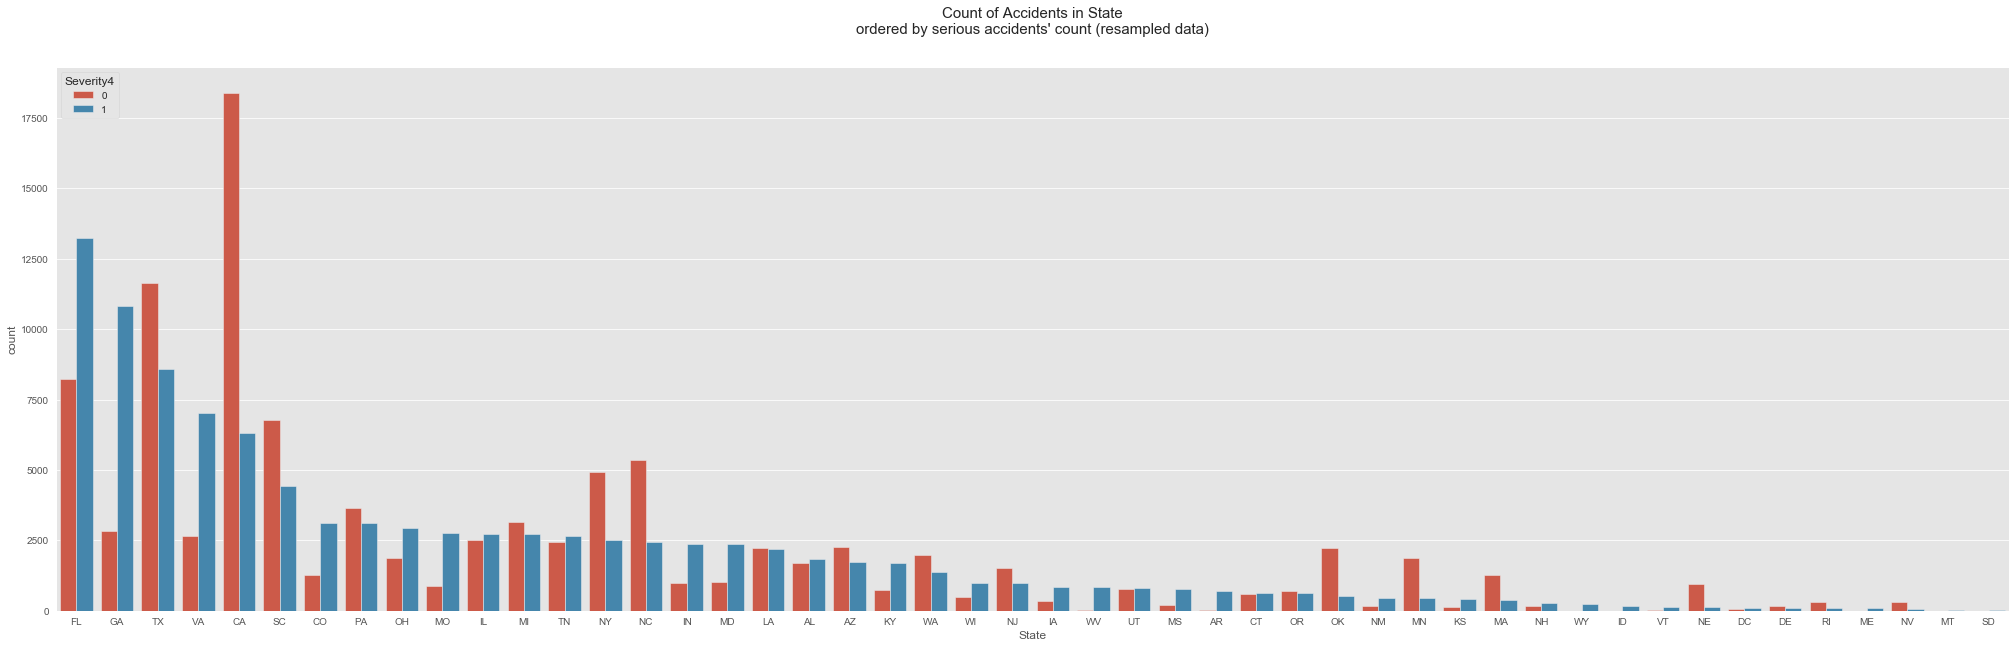 Count of Accidents in State
ordered by serious accidents' count (resampled data)
Severity4
0
1
17500
15000
12500
10000
7500
5000
2500
0
count
FL GA TX VA CA SC CO PA OH MO IL MI TN NY NC IN MD LA AL AZ KY WA WI NJ IA WV UT MS AR CT OR OK NM MN KS MA NH WY ID VT NE DC DE RI ME NV MT SD
State